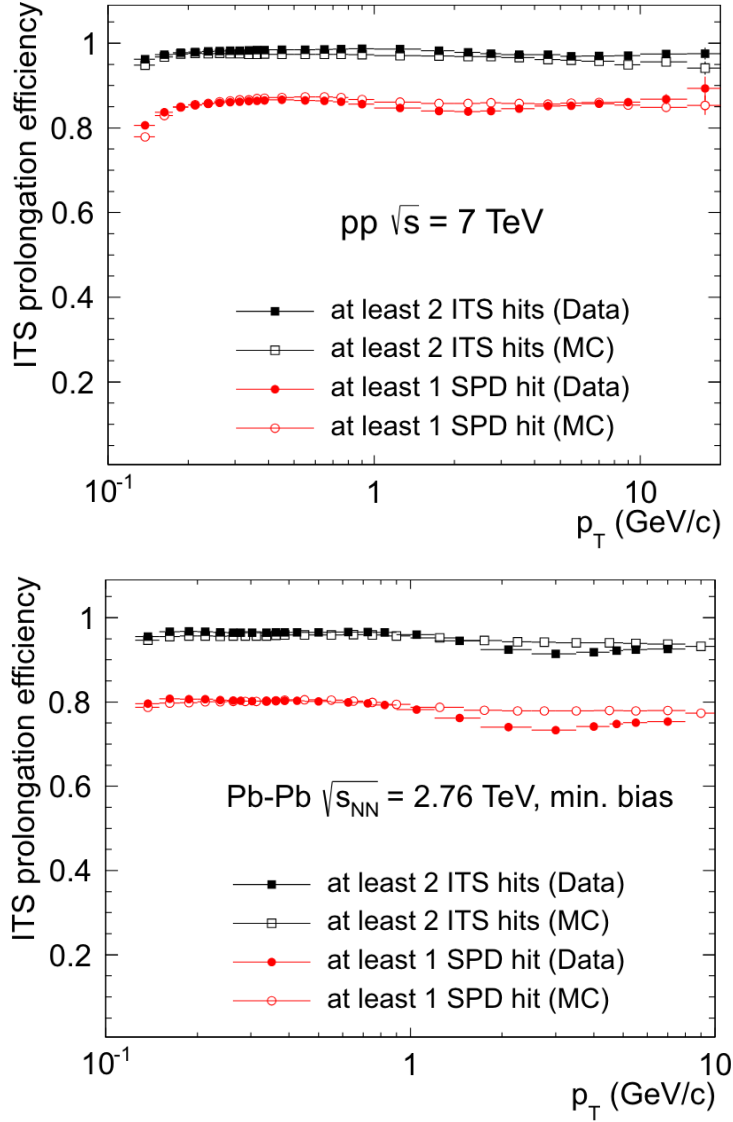 ITS prolongation efficiency
1
0.8
0.6
0.4
0.2
pp √s = 7 TeV
at least 2 ITS hits (Data)
at least 2 ITS hits (MC)
at least 1 SPD hit (Data)
at least 1 SPD hit (MC)
10⁻¹ 1 10
p_T (GeV/c)
ITS prolongation efficiency
1
0.8
0.6
0.4
0.2
Pb-Pb √s_NN = 2.76 TeV, min. bias
at least 2 ITS hits (Data)
at least 2 ITS hits (MC)
at least 1 SPD hit (Data)
at least 1 SPD hit (MC)
10⁻¹ 1 10
p_T (GeV/c)